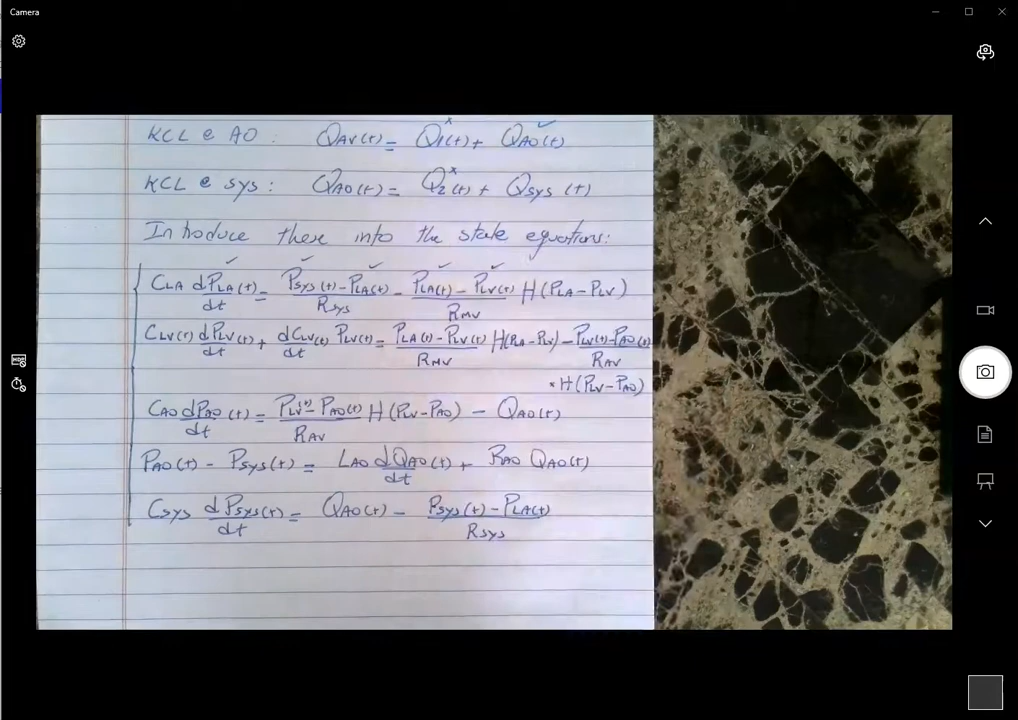 Camera
KCL @ AO: QAV(t) = Q1(t) + QAO(t)
KCL @ sys: QAO(t) = Q2(t) + Qsys(t)
Introduce these into the state equations:
CLA dPLA(t)/dt = (Psys(t) - PLA(t))/Rsys - (PLA(t) - PLV(t))/RMV H(PLA - PLV)
CLV(t) dPLV(t)/dt + dCLV(t)/dt PLV(t) = (PLA(t) - PLV(t))/RMV H(PLA - PLV) - (PLV(t) - PAO(t))/RAV
* H(PLV - PAO)
CAO dPAO(t)/dt = (PLV(t) - PAO(t))/RAV H(PLV - PAO) - QAO(t)
PAO(t) - Psys(t) = LAO dQAO(t)/dt + RAO QAO(t)
Csys dPsys(t)/dt = QAO(t) - (Psys(t) - PLA(t))/Rsys